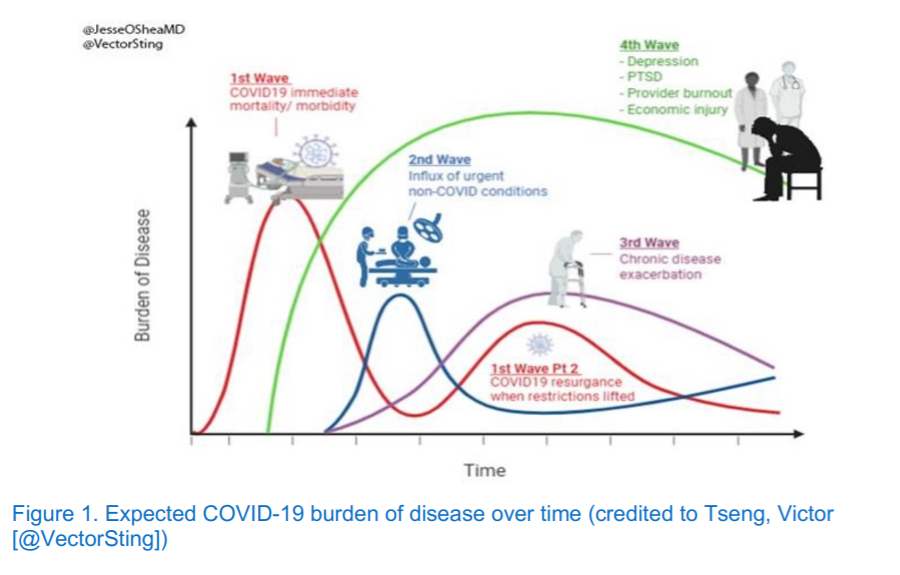 @JesseOSheaMD
@VectorSting
1st Wave
COVID19 immediate
mortality/ morbidity
2nd Wave
Influx of urgent
non-COVID conditions
4th Wave
- Depression
- PTSD
- Provider burnout
- Economic injury
3rd Wave
Chronic disease
exacerbation
1st Wave Pt 2
COVID19 resurgance
when restrictions lifted
Burden of Disease
Time
Figure 1. Expected COVID-19 burden of disease over time (credited to Tseng, Victor
[@VectorSting])